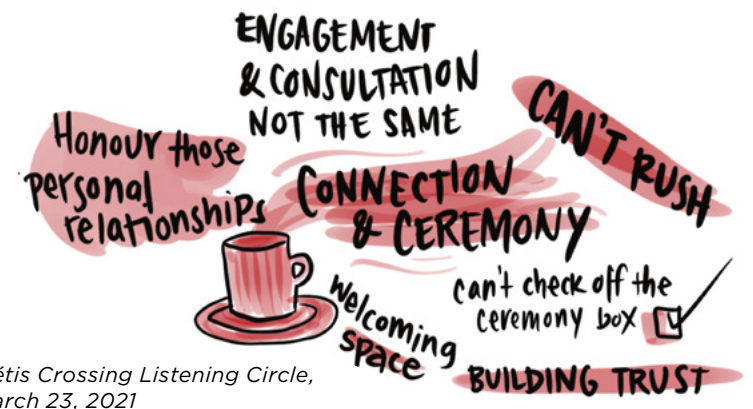 ENGAGEMENT
& CONSULTATION
NOT THE SAME
CAN'T RUSH
Honour those
personal
relationships
CONNECTION
& CEREMONY
Welcoming
space
can't check off the
ceremony box
BUILDING TRUST
étis Crossing Listening Circle,
arch 23, 2021